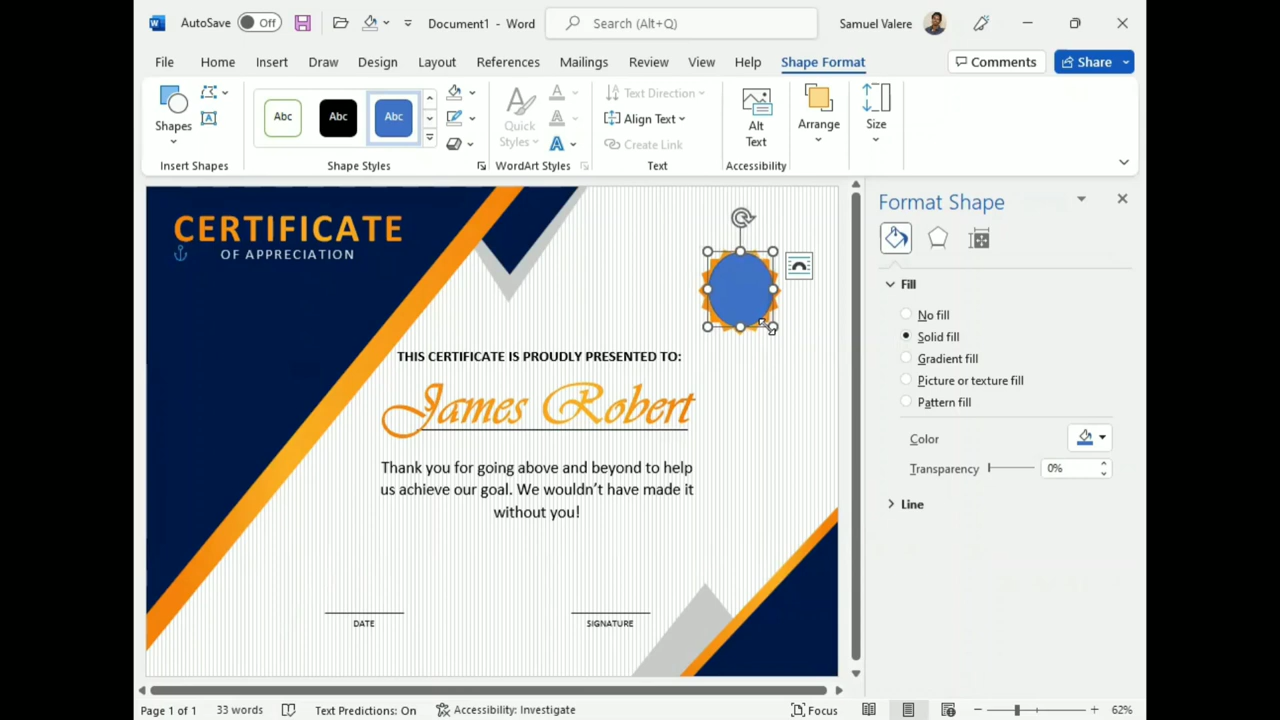 AutoSave Off Document1 - Word Search (Alt+Q) Samuel Valere
File Home Insert Draw Design Layout References Mailings Review View Help Shape Format Comments Share
Shapes
Insert Shapes
Abc Abc Abc
Shape Styles
Quick
Styles
WordArt Styles
Text Direction
Align Text
Create Link
Text
Alt
Text
Accessibility
Arrange
Size
CERTIFICATE
OF APPRECIATION
THIS CERTIFICATE IS PROUDLY PRESENTED TO:
James Robert
Thank you for going above and beyond to help
us achieve our goal. We wouldn’t have made it
without you!
DATE
SIGNATURE
Format Shape
Fill
No fill
Solid fill
Gradient fill
Picture or texture fill
Pattern fill
Color
Transparency 0%
Line
Page 1 of 1 33 words Text Predictions: On Accessibility: Investigate Focus 62%